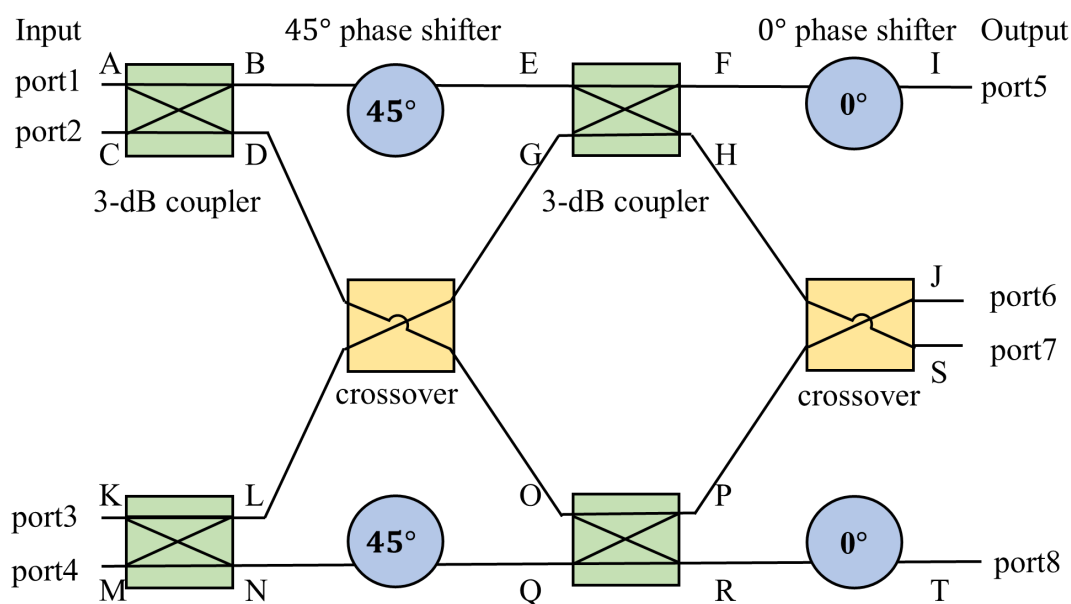 Input
45° phase shifter
0° phase shifter
Output
port1
A
B
E
F
I
port5
45°
0°
port2
C
D
G
H
3-dB coupler
3-dB coupler
J
port6
port7
crossover
S
crossover
port3
K
L
O
P
45°
0°
port4
M
N
Q
R
T
port8